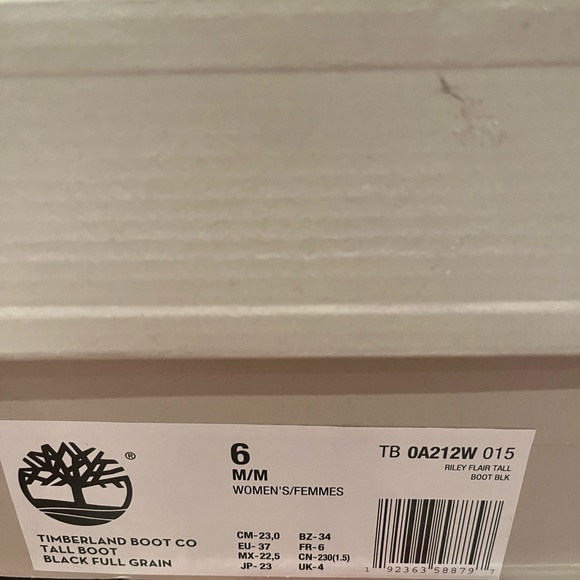 6
M/M
WOMEN'S/FEMMES
TB 0A212W 015
RILEY FLAIR TALL
BOOT BLK
®
TIMBERLAND BOOT CO
TALL BOOT
BLACK FULL GRAIN
CM-23,0 BZ-34
EU- 37 FR-6
MX-22,5 CN-230(1.5)
JP- 23 UK-4
1 92363 58879 7